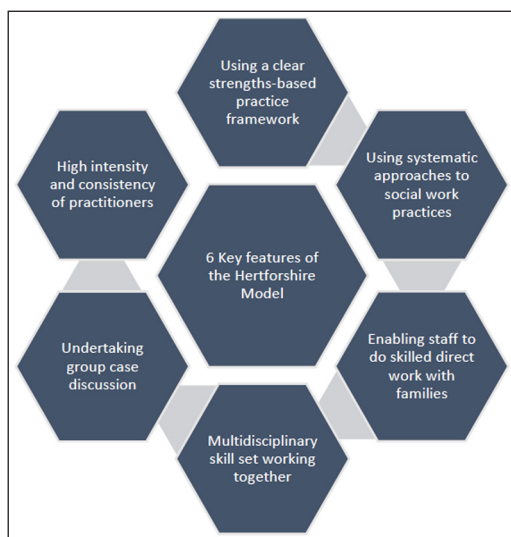 Using a clear
strengths-based
practice
framework
Using systematic
approaches to
social work
practices
Enabling staff to
do skilled direct
work with
families
Multidisciplinary
skill set working
together
Undertaking
group case
discussion
High intensity
and consistency
of practitioners
6 Key features of
the Hertforshire
Model